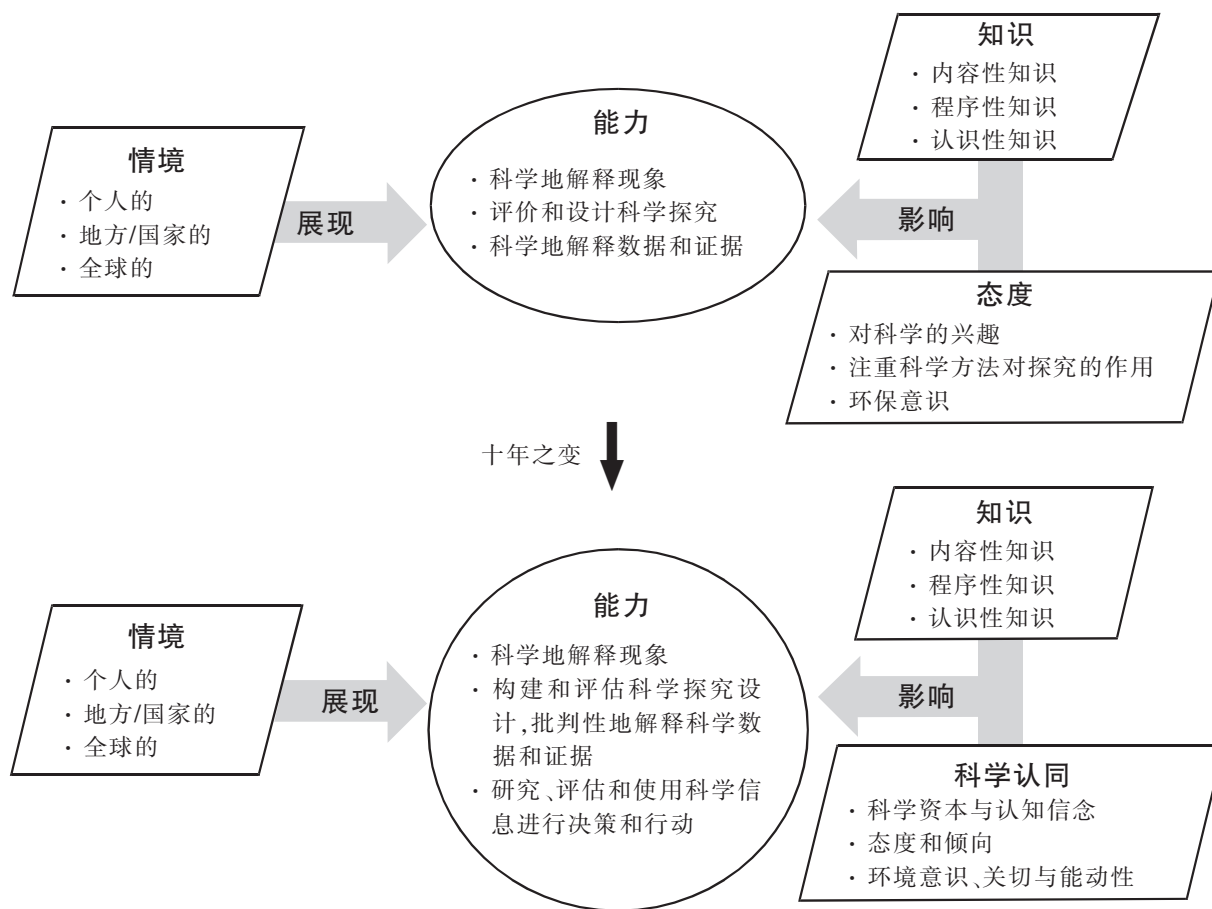 知识
· 内容性知识
· 程序性知识
· 认识性知识
情境
· 个人的
· 地方/国家的
· 全球的
展现
能力
· 科学地解释现象
· 评价和设计科学探究
· 科学地解释数据和证据
影响
态度
· 对科学的兴趣
· 注重科学方法对探究的作用
· 环保意识
十年之变
知识
· 内容性知识
· 程序性知识
· 认识性知识
情境
· 个人的
· 地方/国家的
· 全球的
展现
能力
· 科学地解释现象
· 构建和评估科学探究设
计,批判性地解释科学数
据和证据
· 研究、评估和使用科学信
息进行决策和行动
影响
科学认同
· 科学资本与认知信念
· 态度和倾向
· 环境意识、关切与能动性